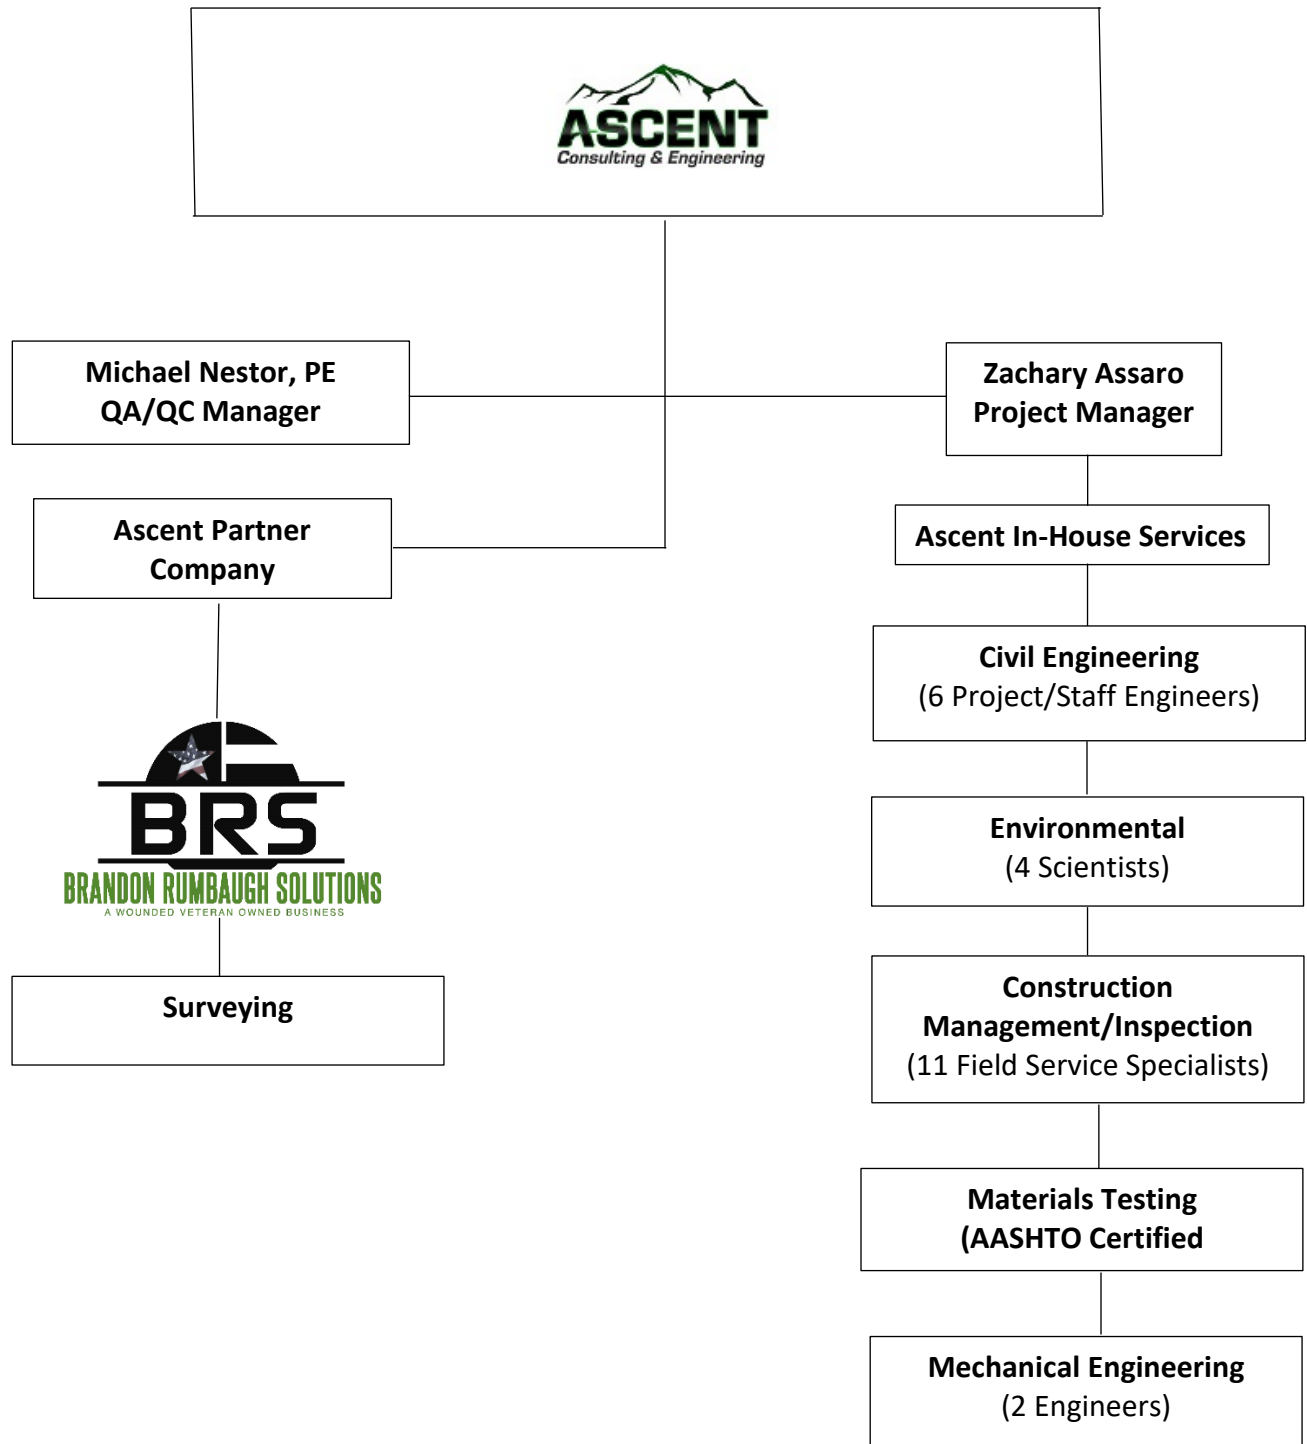 ASCENT
Consulting & Engineering
Michael Nestor, PE
QA/QC Manager
Zachary Assaro
Project Manager
Ascent Partner
Company
Ascent In-House Services
Civil Engineering
(6 Project/Staff Engineers)
BRS
BRANDON RUMBAUGH SOLUTIONS
A WOUNDED VETERAN OWNED BUSINESS
Environmental
(4 Scientists)
Surveying
Construction
Management/Inspection
(11 Field Service Specialists)
Materials Testing
(AASHTO Certified
Mechanical Engineering
(2 Engineers)